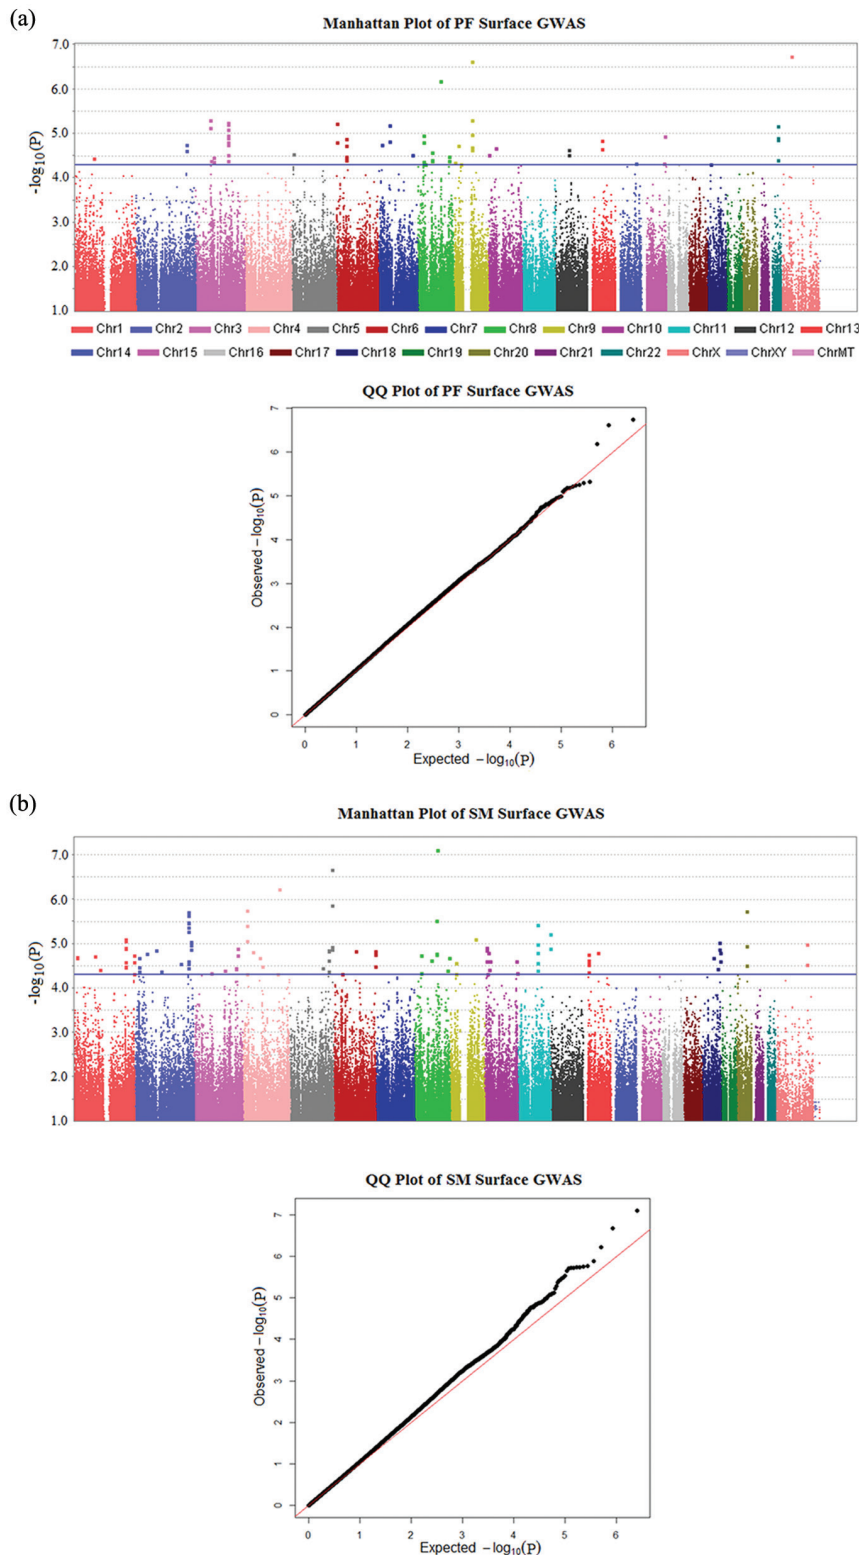 (a)
Manhattan Plot of PF Surface GWAS
-log10(P)
7.0
6.0
5.0
4.0
3.0
2.0
1.0
Chr1 Chr2 Chr3 Chr4 Chr5 Chr6 Chr7 Chr8 Chr9 Chr10 Chr11 Chr12 Chr13
Chr14 Chr15 Chr16 Chr17 Chr18 Chr19 Chr20 Chr21 Chr22 ChrX ChrXY ChrMT
QQ Plot of PF Surface GWAS
Observed −log10(P)
7
6
5
4
3
2
1
0
0 1 2 3 4 5 6
Expected −log10(P)
(b)
Manhattan Plot of SM Surface GWAS
-log10(P)
7.0
6.0
5.0
4.0
3.0
2.0
1.0
QQ Plot of SM Surface GWAS
Observed −log10(P)
7
6
5
4
3
2
1
0
0 1 2 3 4 5 6
Expected −log10(P)